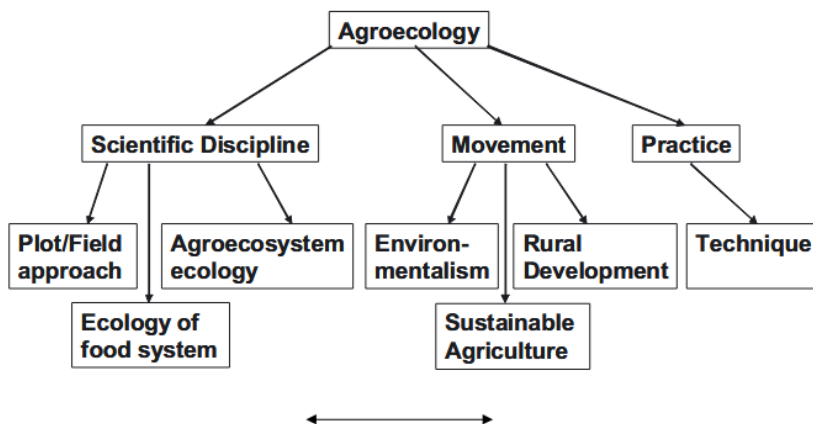 Agroecology
Scientific Discipline
Movement
Practice
Plot/Field
approach
Agroecosystem
ecology
Environ-
mentalism
Rural
Development
Technique
Ecology of
food system
Sustainable
Agriculture